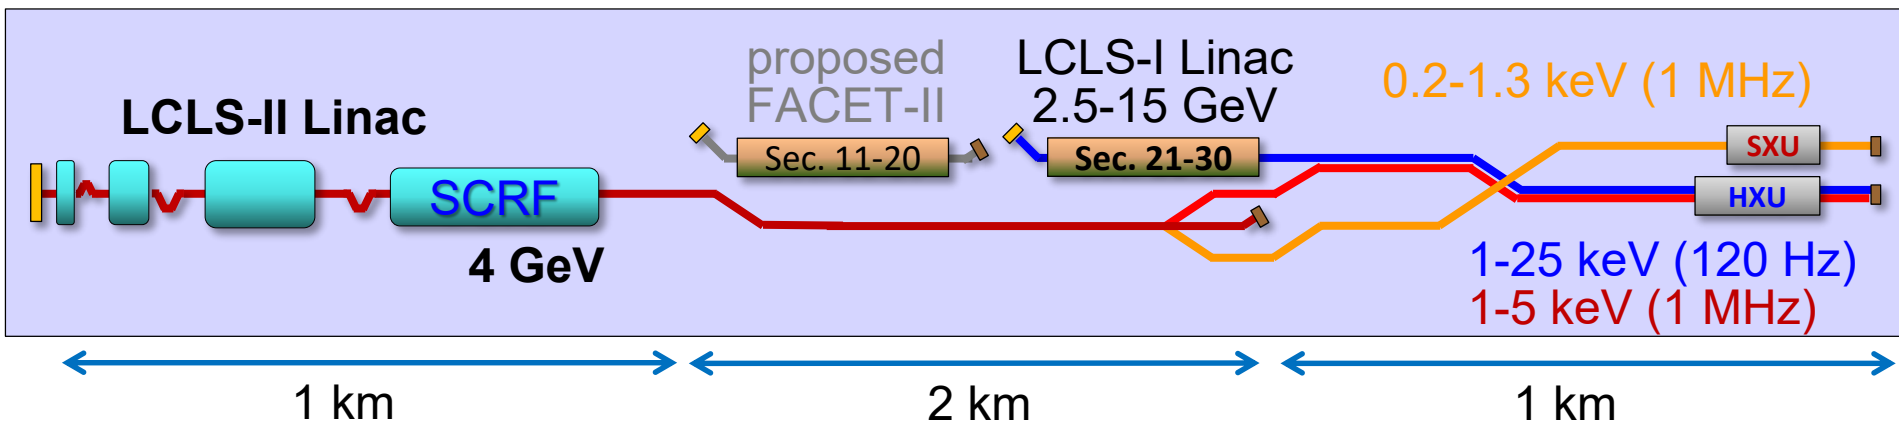 proposed
FACET-II
LCLS-I Linac
2.5-15 GeV
0.2-1.3 keV (1 MHz)
LCLS-II Linac
Sec. 11-20
Sec. 21-30
SXU
SCRF
HXU
4 GeV
1-25 keV (120 Hz)
1-5 keV (1 MHz)
1 km
2 km
1 km